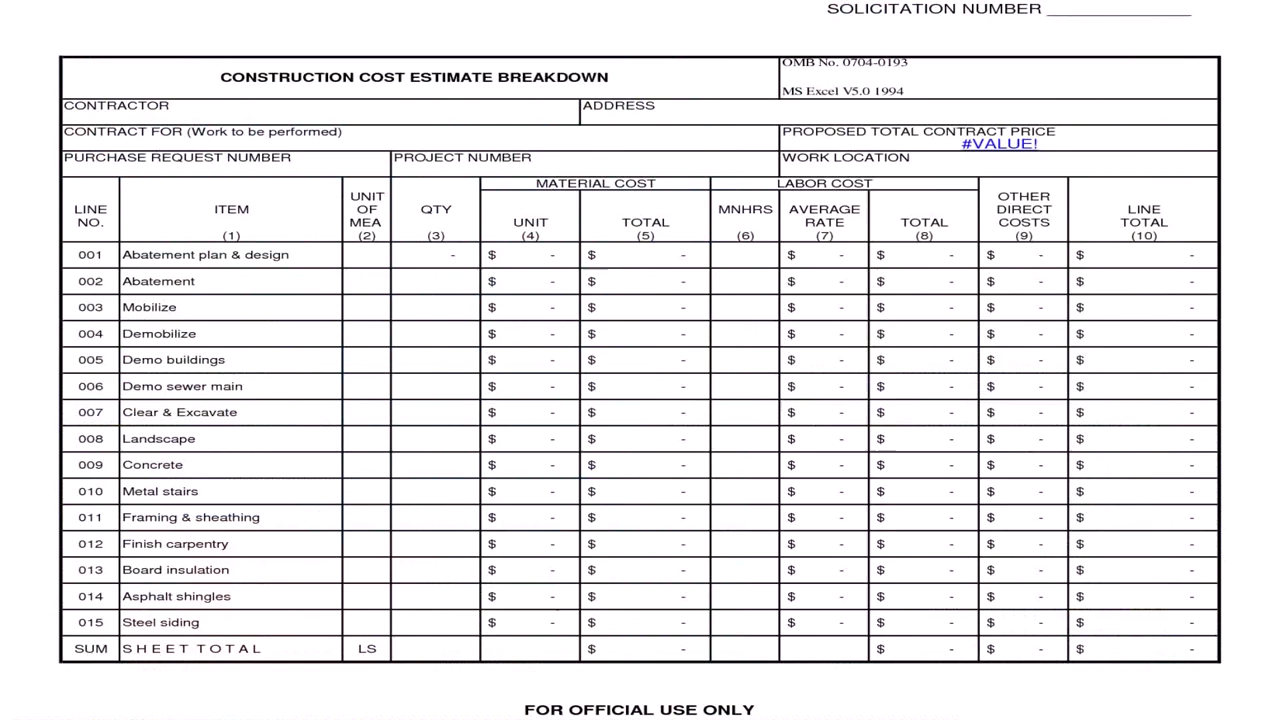 SOLICITATION NUMBER _______________
CONSTRUCTION COST ESTIMATE BREAKDOWN
OMB No. 0704-0193
MS Excel V5.0 1994
CONTRACTOR ADDRESS
CONTRACT FOR (Work to be performed) PROPOSED TOTAL CONTRACT PRICE
#VALUE!
PURCHASE REQUEST NUMBER PROJECT NUMBER WORK LOCATION
MATERIAL COST LABOR COST
UNIT OTHER
LINE ITEM OF QTY MNHRS AVERAGE DIRECT LINE
NO. MEA UNIT TOTAL RATE TOTAL COSTS TOTAL
(1) (2) (3) (4) (5) (6) (7) (8) (9) (10)
001 Abatement plan & design - $ - $ - $ - $ - $ - $ -
002 Abatement $ - $ - $ - $ - $ - $ -
003 Mobilize $ - $ - $ - $ - $ - $ -
004 Demobilize $ - $ - $ - $ - $ - $ -
005 Demo buildings $ - $ - $ - $ - $ - $ -
006 Demo sewer main $ - $ - $ - $ - $ - $ -
007 Clear & Excavate $ - $ - $ - $ - $ - $ -
008 Landscape $ - $ - $ - $ - $ - $ -
009 Concrete $ - $ - $ - $ - $ - $ -
010 Metal stairs $ - $ - $ - $ - $ - $ -
011 Framing & sheathing $ - $ - $ - $ - $ - $ -
012 Finish carpentry $ - $ - $ - $ - $ - $ -
013 Board insulation $ - $ - $ - $ - $ - $ -
014 Asphalt shingles $ - $ - $ - $ - $ - $ -
015 Steel siding $ - $ - $ - $ - $ - $ -
SUM S H E E T T O T A L LS $ - $ - $ - $ -
FOR OFFICIAL USE ONLY